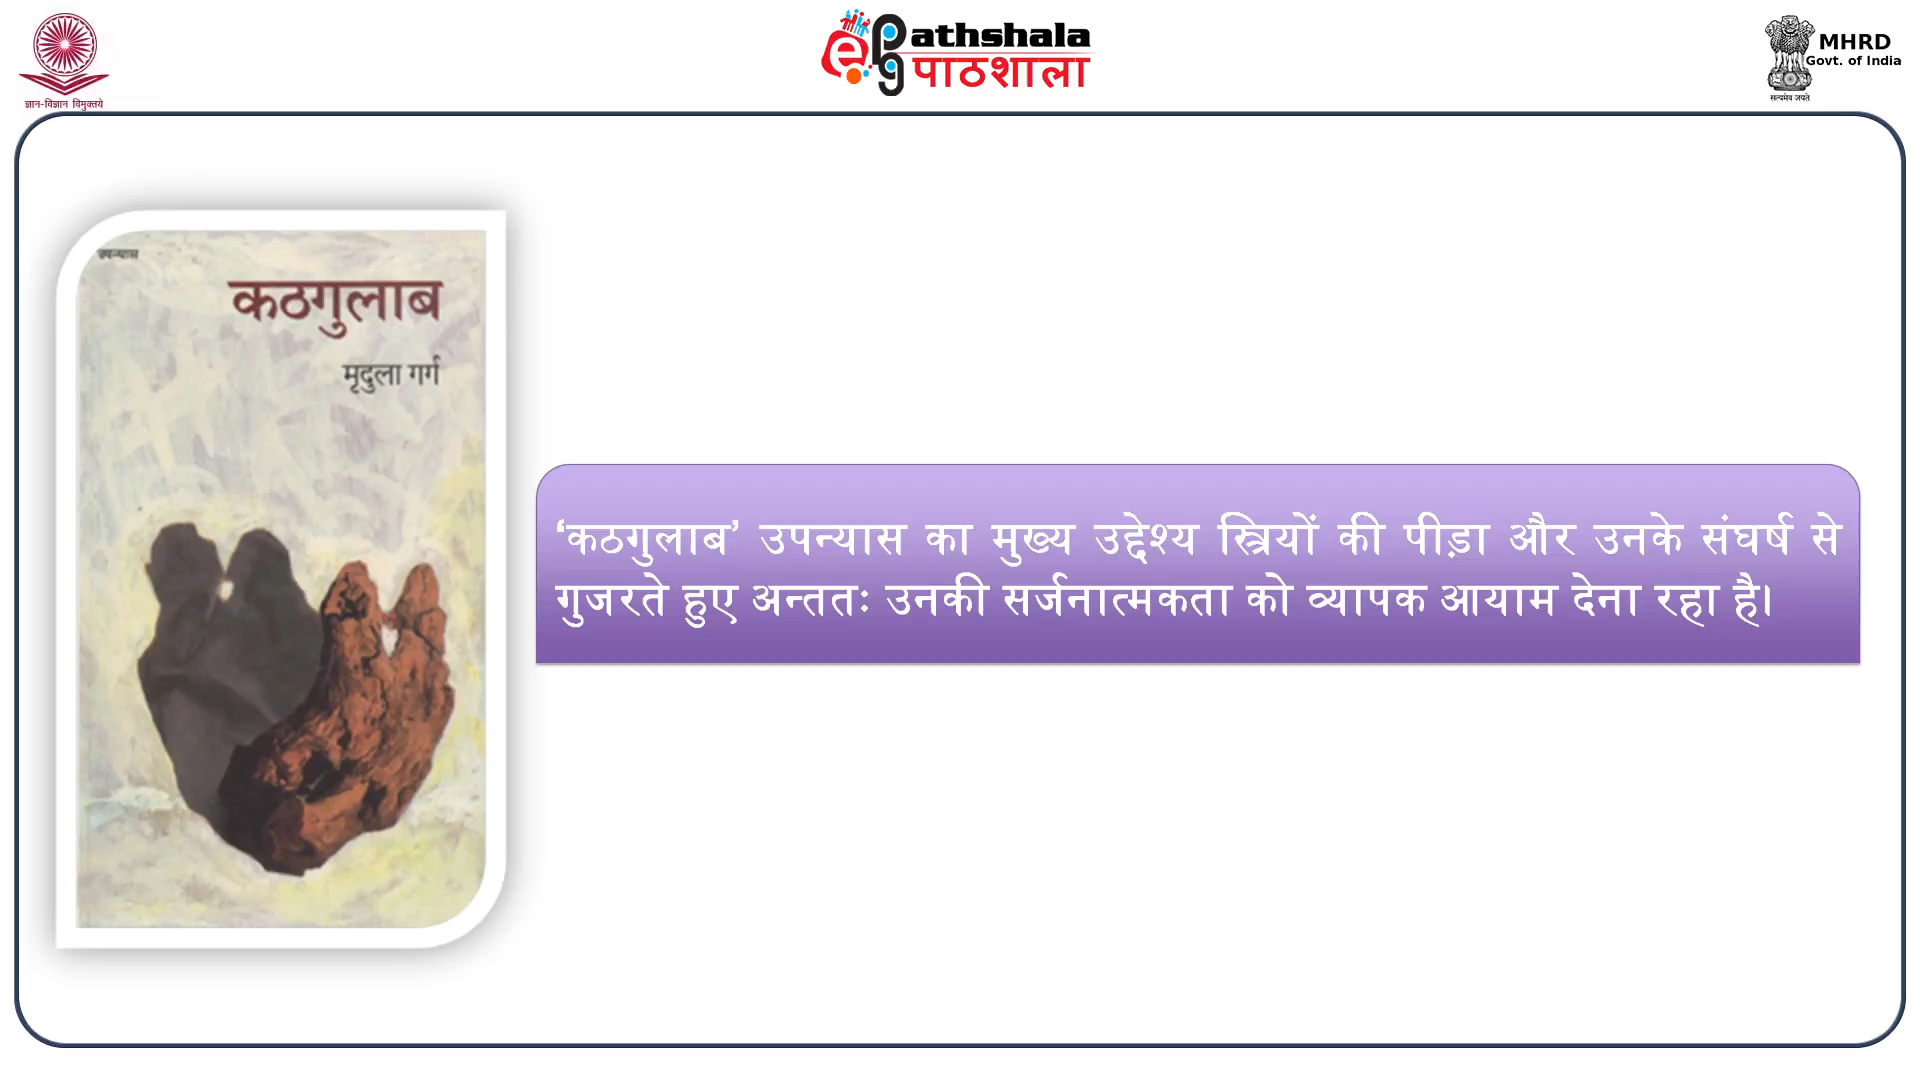 ज्ञान-विज्ञान विमुक्तये
ePathshala
पाठशाला
MHRD
Govt. of India
सत्यमेव जयते
उपन्यास
कठगुलाब
मृदुला गर्ग
‘कठगुलाब’ उपन्यास का मुख्य उद्देश्य स्त्रियों की पीड़ा और उनके संघर्ष से
गुजरते हुए अन्ततः उनकी सर्जनात्मकता को व्यापक आयाम देना रहा है।